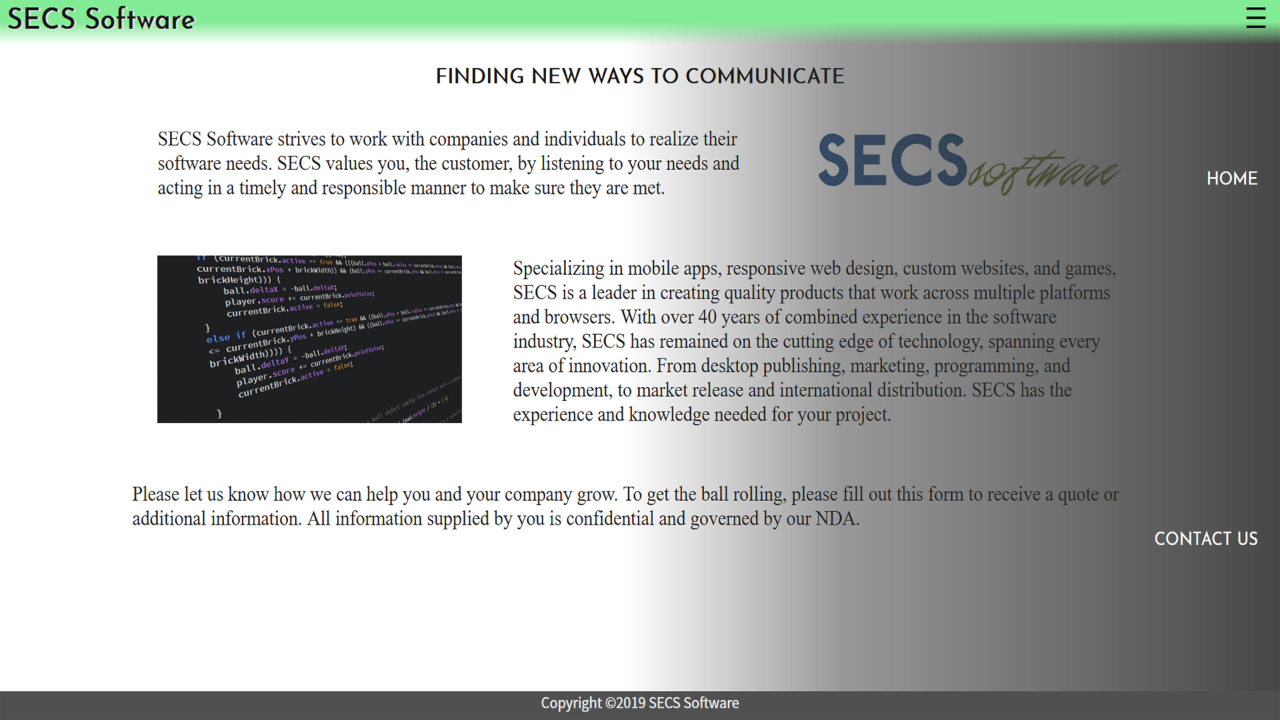 SECS Software
☰
FINDING NEW WAYS TO COMMUNICATE
SECS Software strives to work with companies and individuals to realize their
software needs. SECS values you, the customer, by listening to your needs and
acting in a timely and responsible manner to make sure they are met.
SECSsoftware
HOME
if (currentBrick.active == true && (((ball.xPos + ball.radius
currentBrick.xPos + brickWidth)) && (ball.yPos
brickHeight))) {
ball.deltaX = -ball.deltaX;
player.score += currentBrick.pointValue;
currentBrick.active = false;
}
else if (currentBrick.active == true && ((ball.yPos
<= currentBrick.yPos + brickHeight) && ((ball.xPos
brickWidth)))) {
ball.deltaY = -ball.deltaY;
player.score += currentBrick.pointValue;
currentBrick.active = false;
}
Specializing in mobile apps, responsive web design, custom websites, and games,
SECS is a leader in creating quality products that work across multiple platforms
and browsers. With over 40 years of combined experience in the software
industry, SECS has remained on the cutting edge of technology, spanning every
area of innovation. From desktop publishing, marketing, programming, and
development, to market release and international distribution. SECS has the
experience and knowledge needed for your project.
Please let us know how we can help you and your company grow. To get the ball rolling, please fill out this form to receive a quote or
additional information. All information supplied by you is confidential and governed by our NDA.
CONTACT US
Copyright ©2019 SECS Software